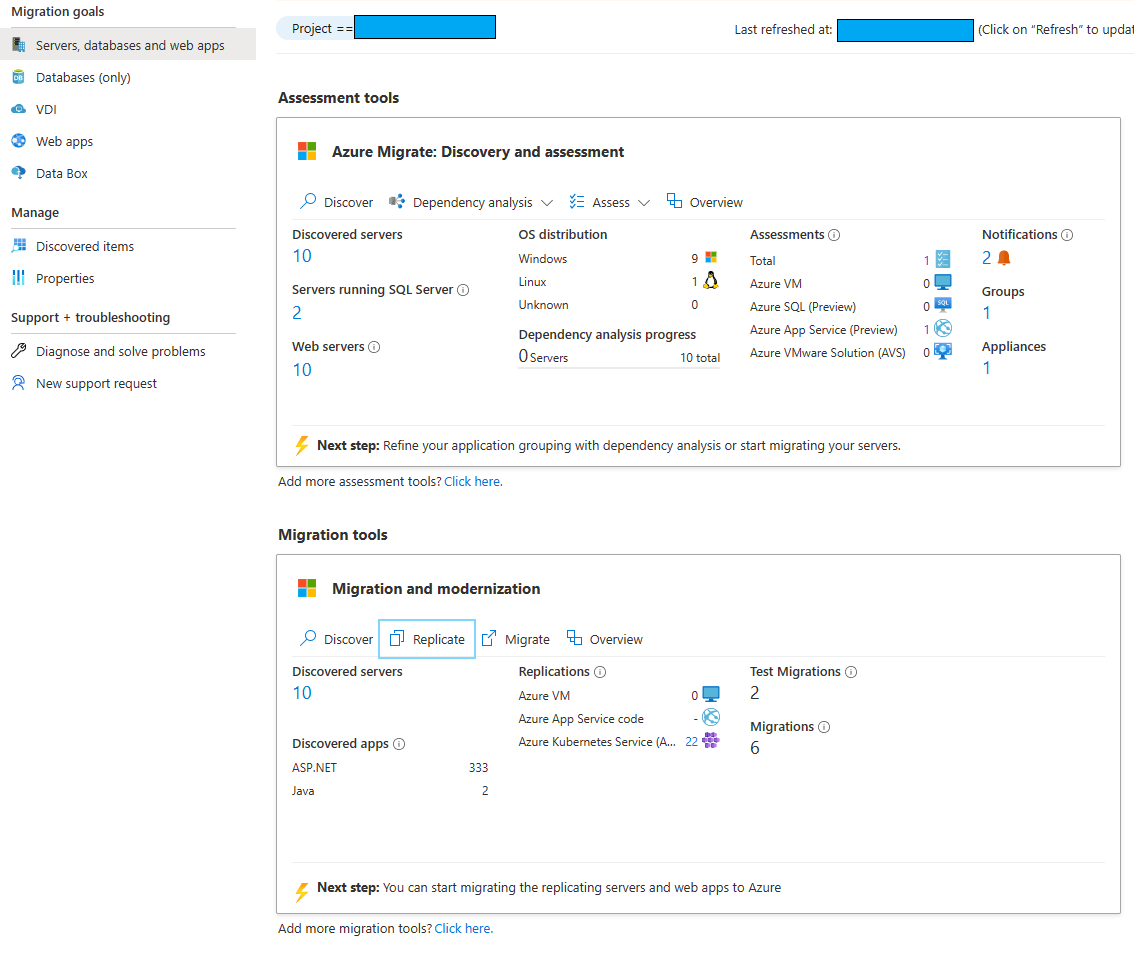 Migration goals
Servers, databases and web apps
Databases (only)
VDI
Web apps
Data Box
Manage
Discovered items
Properties
Support + troubleshooting
Diagnose and solve problems
New support request
Project ==
Last refreshed at:
(Click on “Refresh” to updat
Assessment tools
Azure Migrate: Discovery and assessment
Discover
Dependency analysis
Assess
Overview
Discovered servers
10
Servers running SQL Server
2
Web servers
10
OS distribution
Windows 9
Linux 1
Unknown 0
Dependency analysis progress
0 Servers 10 total
Assessments
Total 1
Azure VM 0
Azure SQL (Preview) 0
SQL
Azure App Service (Preview) 1
Azure VMware Solution (AVS) 0
Notifications
2
Groups
1
Appliances
1
Next step: Refine your application grouping with dependency analysis or start migrating your servers.
Add more assessment tools? Click here.
Migration tools
Migration and modernization
Discover
Replicate
Migrate
Overview
Discovered servers
10
Discovered apps
ASP.NET 333
Java 2
Replications
Azure VM 0
Azure App Service code -
Azure Kubernetes Service (A... 22
Test Migrations
2
Migrations
6
Next step: You can start migrating the replicating servers and web apps to Azure
Add more migration tools? Click here.